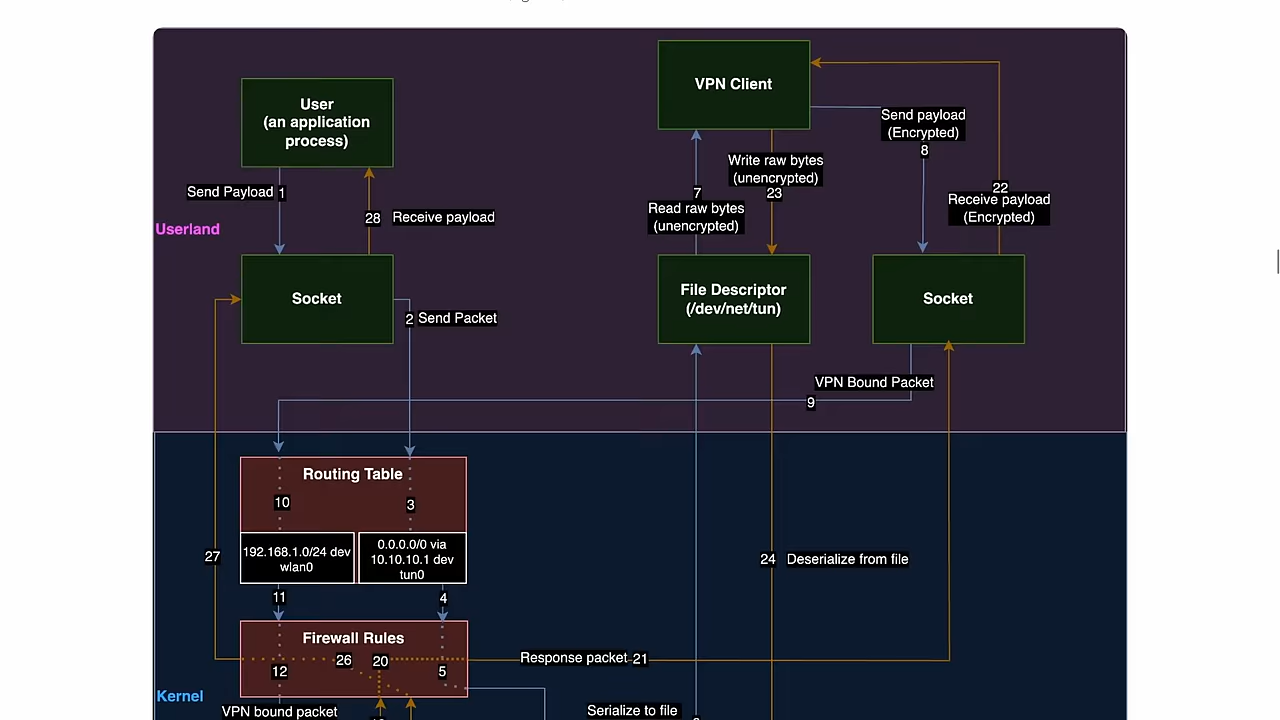 VPN Client
User
(an application
process)
Send payload
(Encrypted)
8
Write raw bytes
(unencrypted)
23
Send Payload 1
7
Read raw bytes
(unencrypted)
22
Receive payload
(Encrypted)
28 Receive payload
Userland
Socket
File Descriptor
(/dev/net/tun)
Socket
2 Send Packet
VPN Bound Packet
9
Routing Table
10
3
192.168.1.0/24 dev
wlan0
0.0.0.0/0 via
10.10.10.1 dev
tun0
27
24 Deserialize from file
11
4
Firewall Rules
26
20
Response packet 21
12
5
Kernel
VPN bound packet
Serialize to file